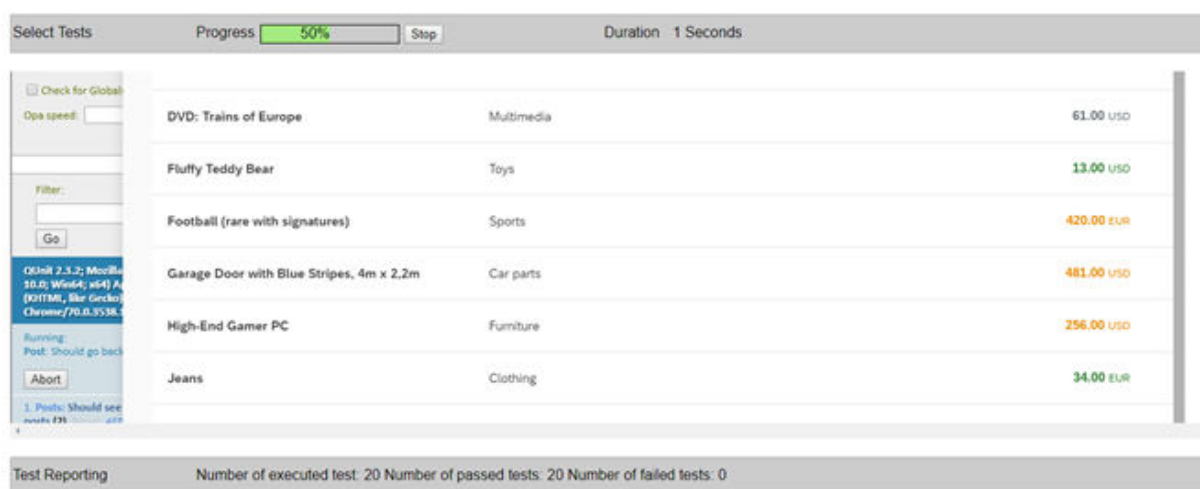 Select Tests Progress 50% Stop Duration 1 Seconds
Check for Global
Opa speed:
DVD: Trains of Europe Multimedia 61.00 USD
Fluffy Teddy Bear Toys 13.00 USD
Filter:
Football (rare with signatures) Sports 420.00 EUR
Go
Garage Door with Blue Stripes, 4m x 2,2m Car parts 481.00 USD
QUnit 2.3.2; Mozilla
10.0; Win64; x64)
(KHTML, like Gecko)
Chrome/70.0.3538.
High-End Gamer PC Furniture 256.00 USD
Running:
Post: Should go back
Jeans Clothing 34.00 EUR
Abort
1. Posts: Should see
posts (2)
Test Reporting Number of executed test: 20 Number of passed tests: 20 Number of failed tests: 0